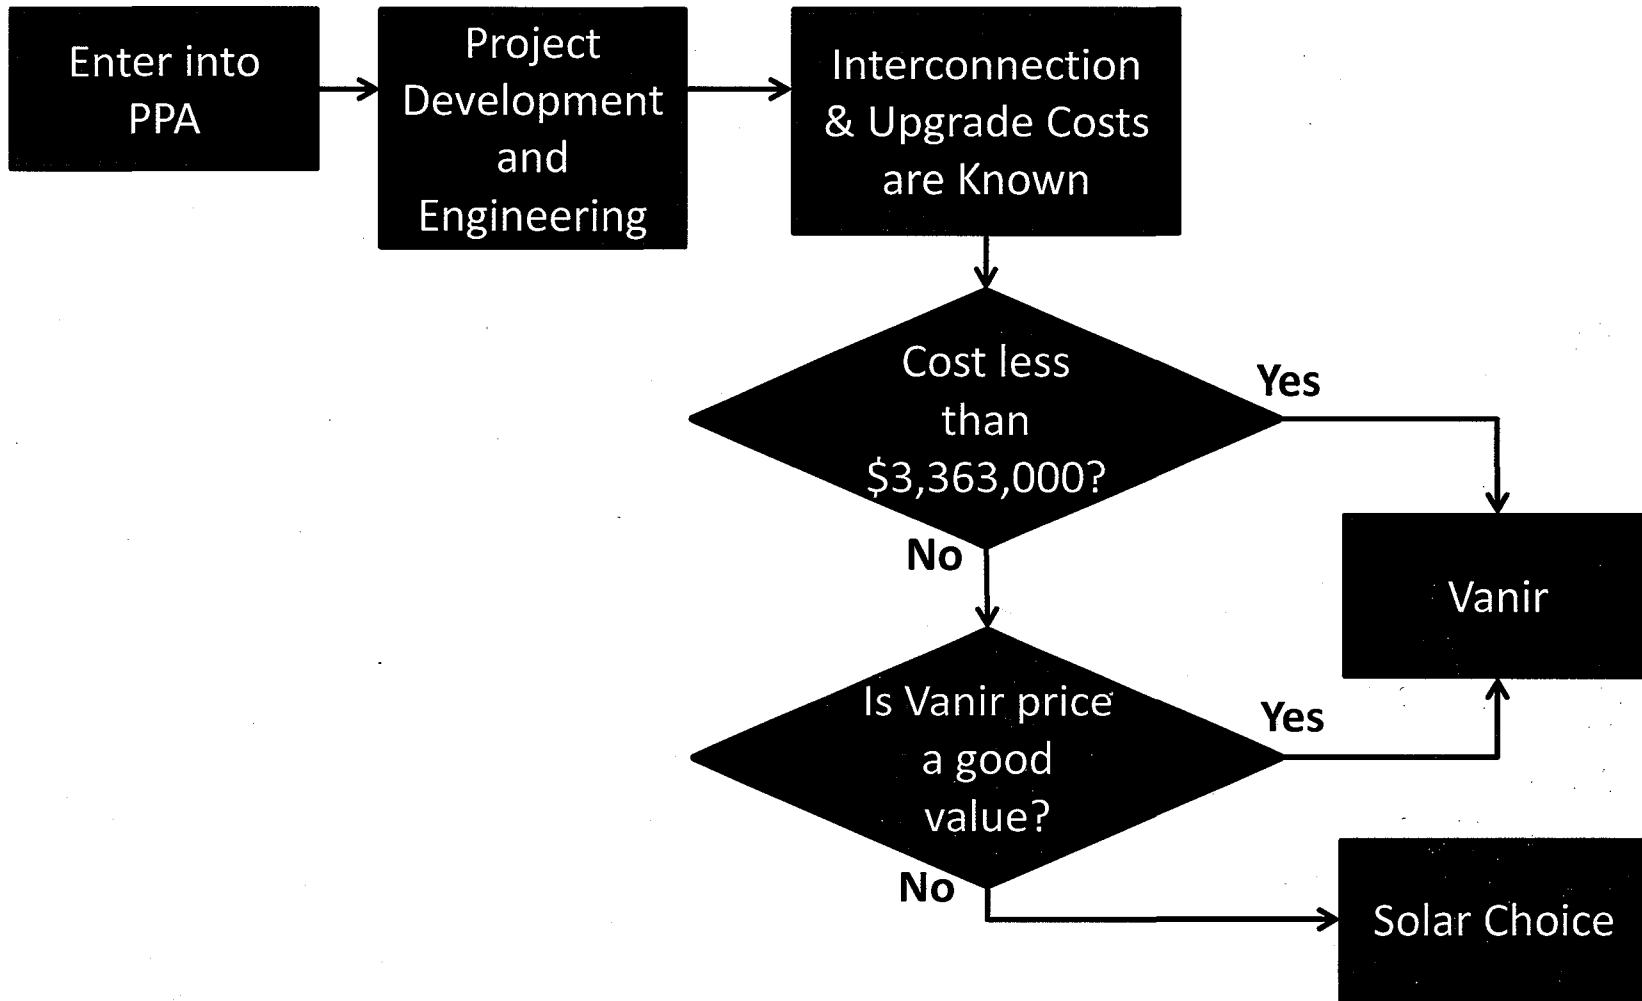 Enter into
PPA
Project
Development
and
Engineering
Interconnection
& Upgrade Costs
are Known
Cost less
than
$3,363,000?
Yes
No
Vanir
Is Vanir price
a good
value?
Yes
No
Solar Choice